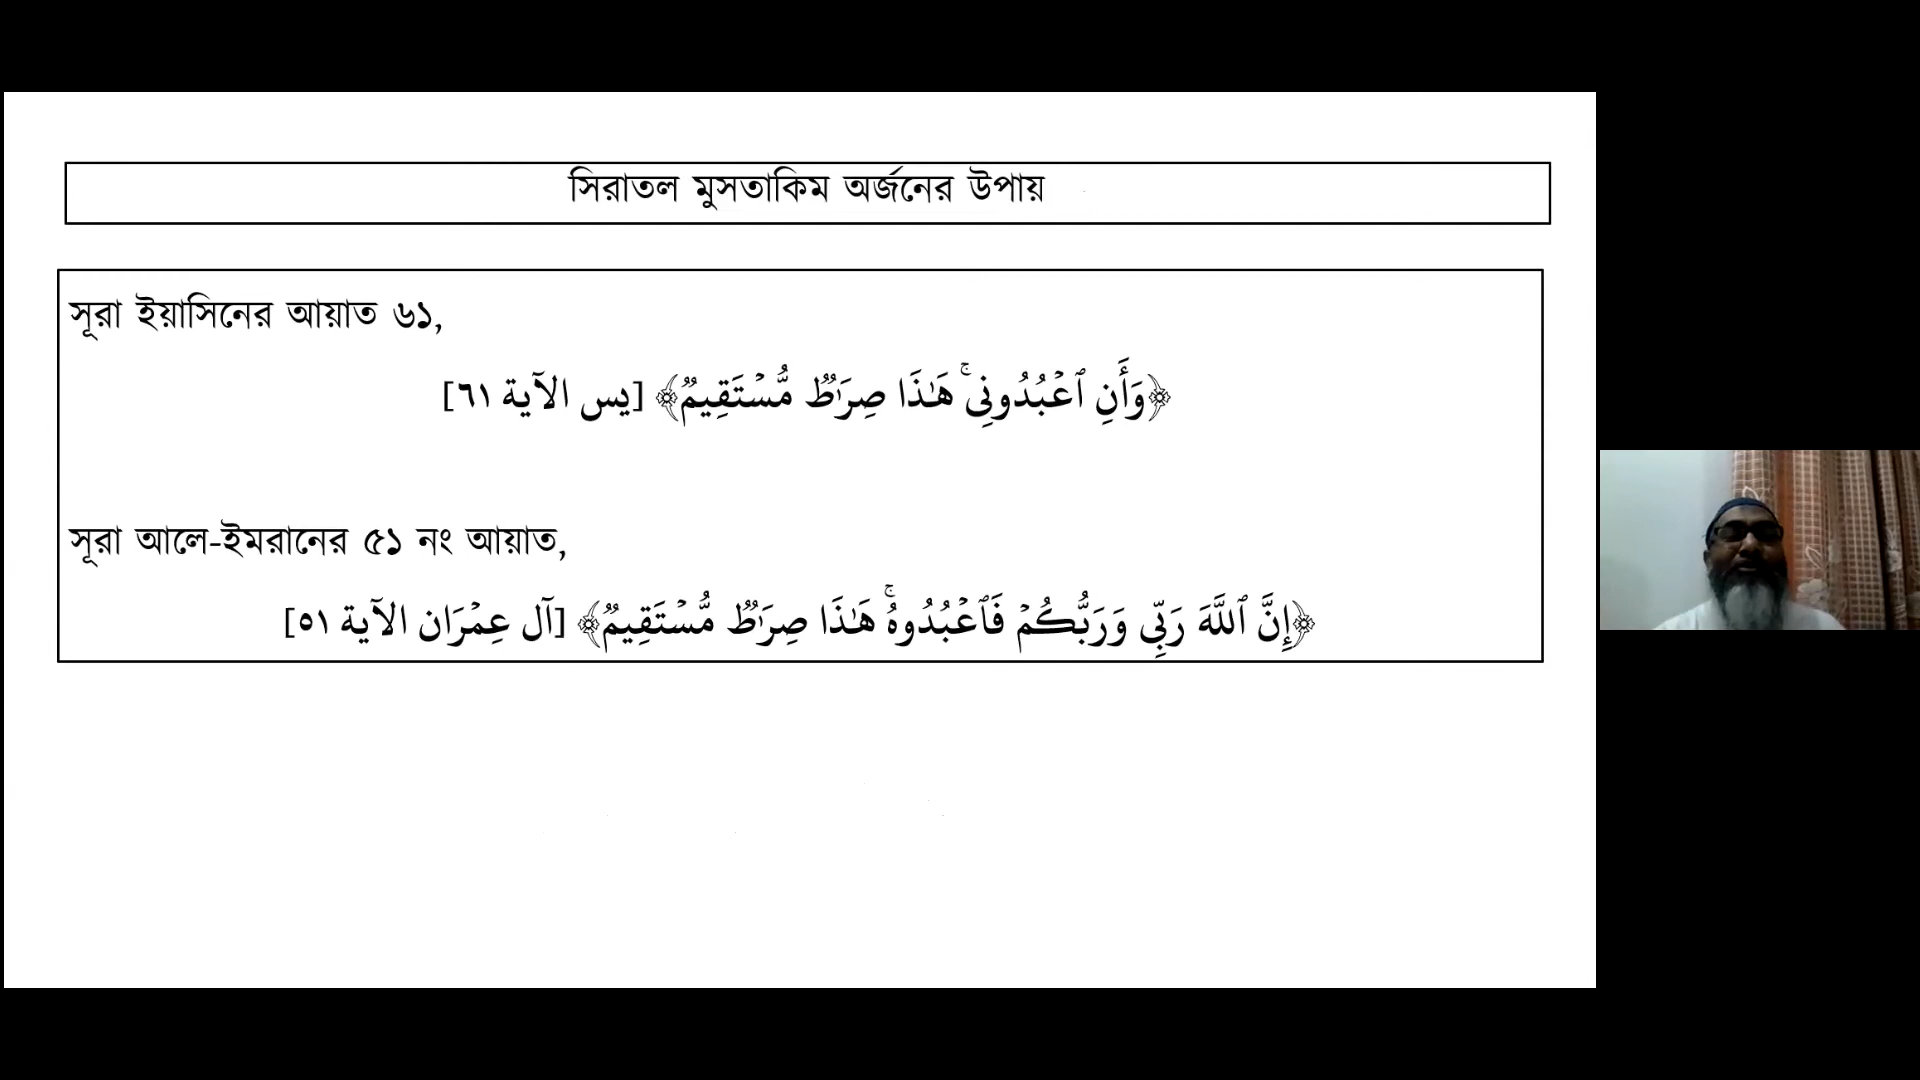 সিরাতল মুসতাকিম অর্জনের উপায়
সূরা ইয়াসিনের আয়াত ৬১,
﴿وَأَنِ ٱعۡبُدُونِىۚ هَـٰذَا صِرَٰطٌ مُّسۡتَقِيمٌ﴾ [يس الآية ٦١]
সূরা আলে-ইমরানের ৫১ নং আয়াত,
﴿إِنَّ ٱللَّهَ رَبِّى وَرَبُّكُمۡ فَٱعۡبُدُوهُۚ هَـٰذَا صِرَٰطٌ مُّسۡتَقِيمٌ﴾ [آل عِمۡرَان الآية ٥١]